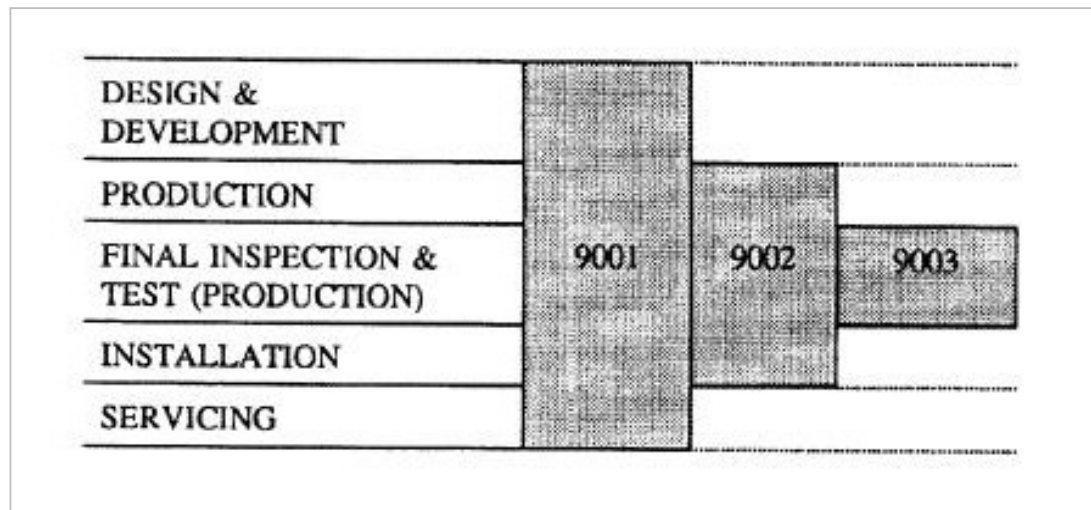 DESIGN &
DEVELOPMENT
PRODUCTION
FINAL INSPECTION &
TEST (PRODUCTION)
INSTALLATION
SERVICING
9001
9002
9003